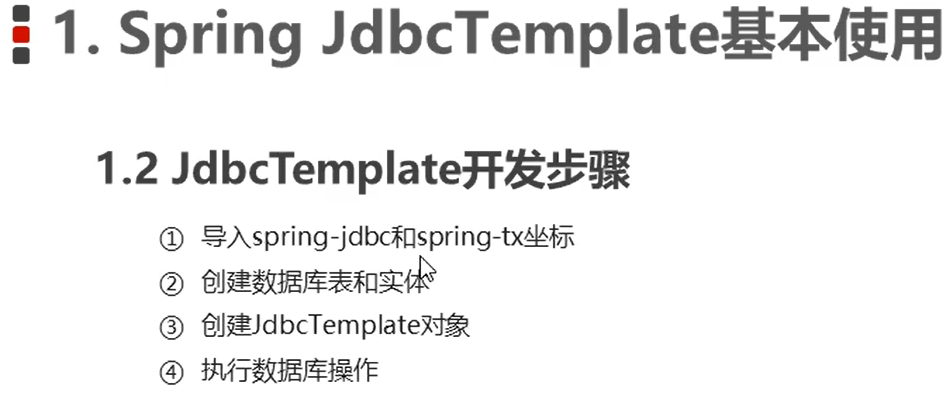 1. Spring JdbcTemplate基本使用
1.2 JdbcTemplate开发步骤
① 导入spring-jdbc和spring-tx坐标
② 创建数据库表和实体
③ 创建JdbcTemplate对象
④ 执行数据库操作